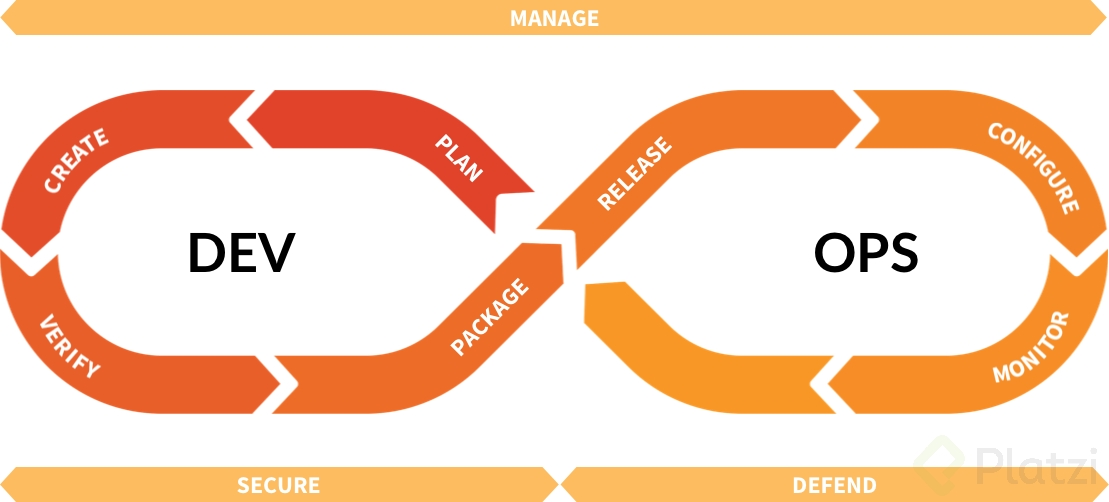 MANAGE
PLAN
CREATE
VERIFY
PACKAGE
RELEASE
CONFIGURE
MONITOR
DEV
OPS
SECURE
DEFEND
Platzi